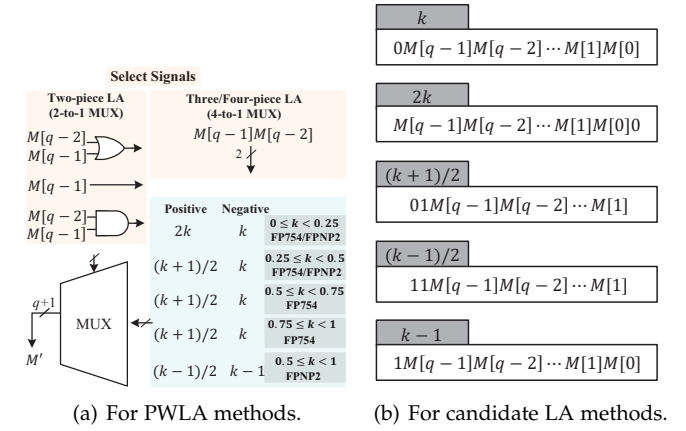 Select Signals
Two-piece LA
(2-to-1 MUX)
Three/Four-piece LA
(4-to-1 MUX)
M[q − 2]
M[q − 1]
M[q − 1]
M[q − 2]
M[q − 1]
M[q − 1]M[q − 2]
2
Positive Negative
2k k 0 ≤ k < 0.25
FP754/FPNP2
(k + 1)/2 k 0.25 ≤ k < 0.5
FP754/FPNP2
(k + 1)/2 k 0.5 ≤ k < 0.75
FP754
(k + 1)/2 k 0.75 ≤ k < 1
FP754
(k − 1)/2 k − 1 0.5 ≤ k < 1
FPNP2
MUX
q+1
M′
(a) For PWLA methods.
k
0M[q − 1]M[q − 2] ⋯ M[1]M[0]
2k
M[q − 1]M[q − 2] ⋯ M[1]M[0]0
(k + 1)/2
01M[q − 1]M[q − 2] ⋯ M[1]
(k − 1)/2
11M[q − 1]M[q − 2] ⋯ M[1]
k − 1
1M[q − 1]M[q − 2] ⋯ M[1]M[0]
(b) For candidate LA methods.